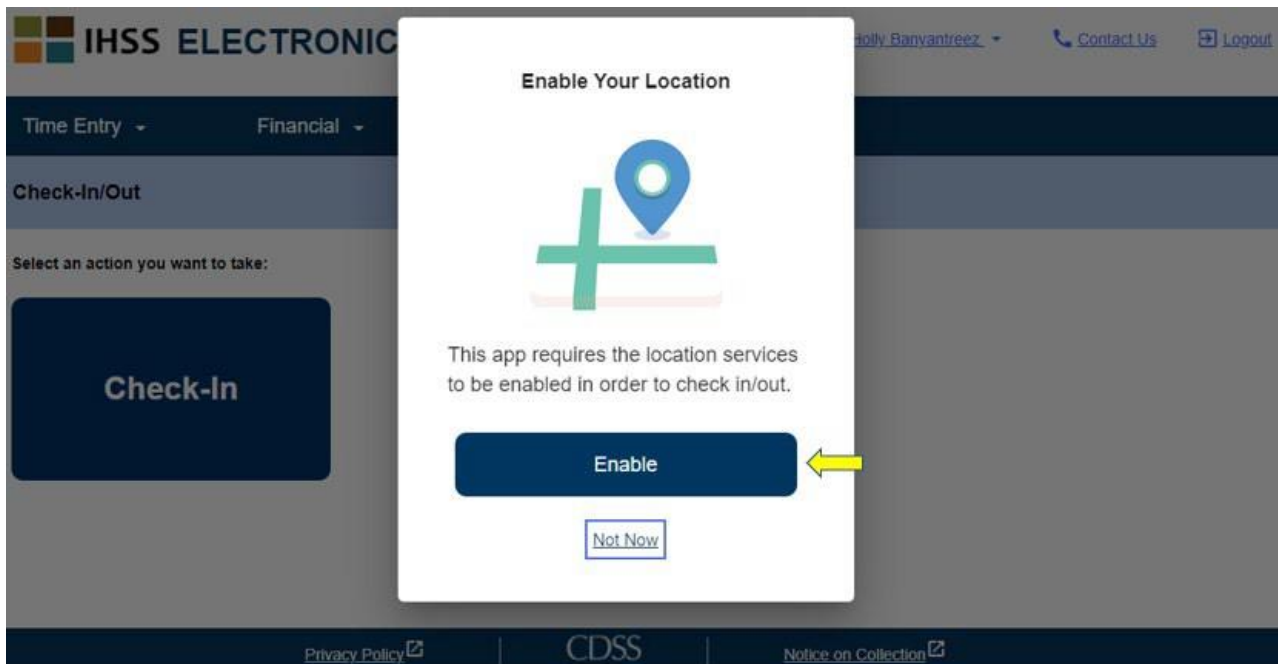 IHSS ELECTRONIC
Holly Banyantreez
Contact Us
Logout
Time Entry
Financial
Check-In/Out
Select an action you want to take:
Check-In
Enable Your Location
This app requires the location services
to be enabled in order to check in/out.
Enable
Not Now
Privacy Policy
CDSS
Notice on Collection